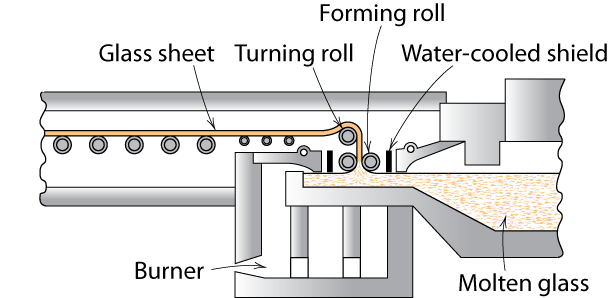 Forming roll
Glass sheet
Turning roll
Water-cooled shield
Burner
Molten glass